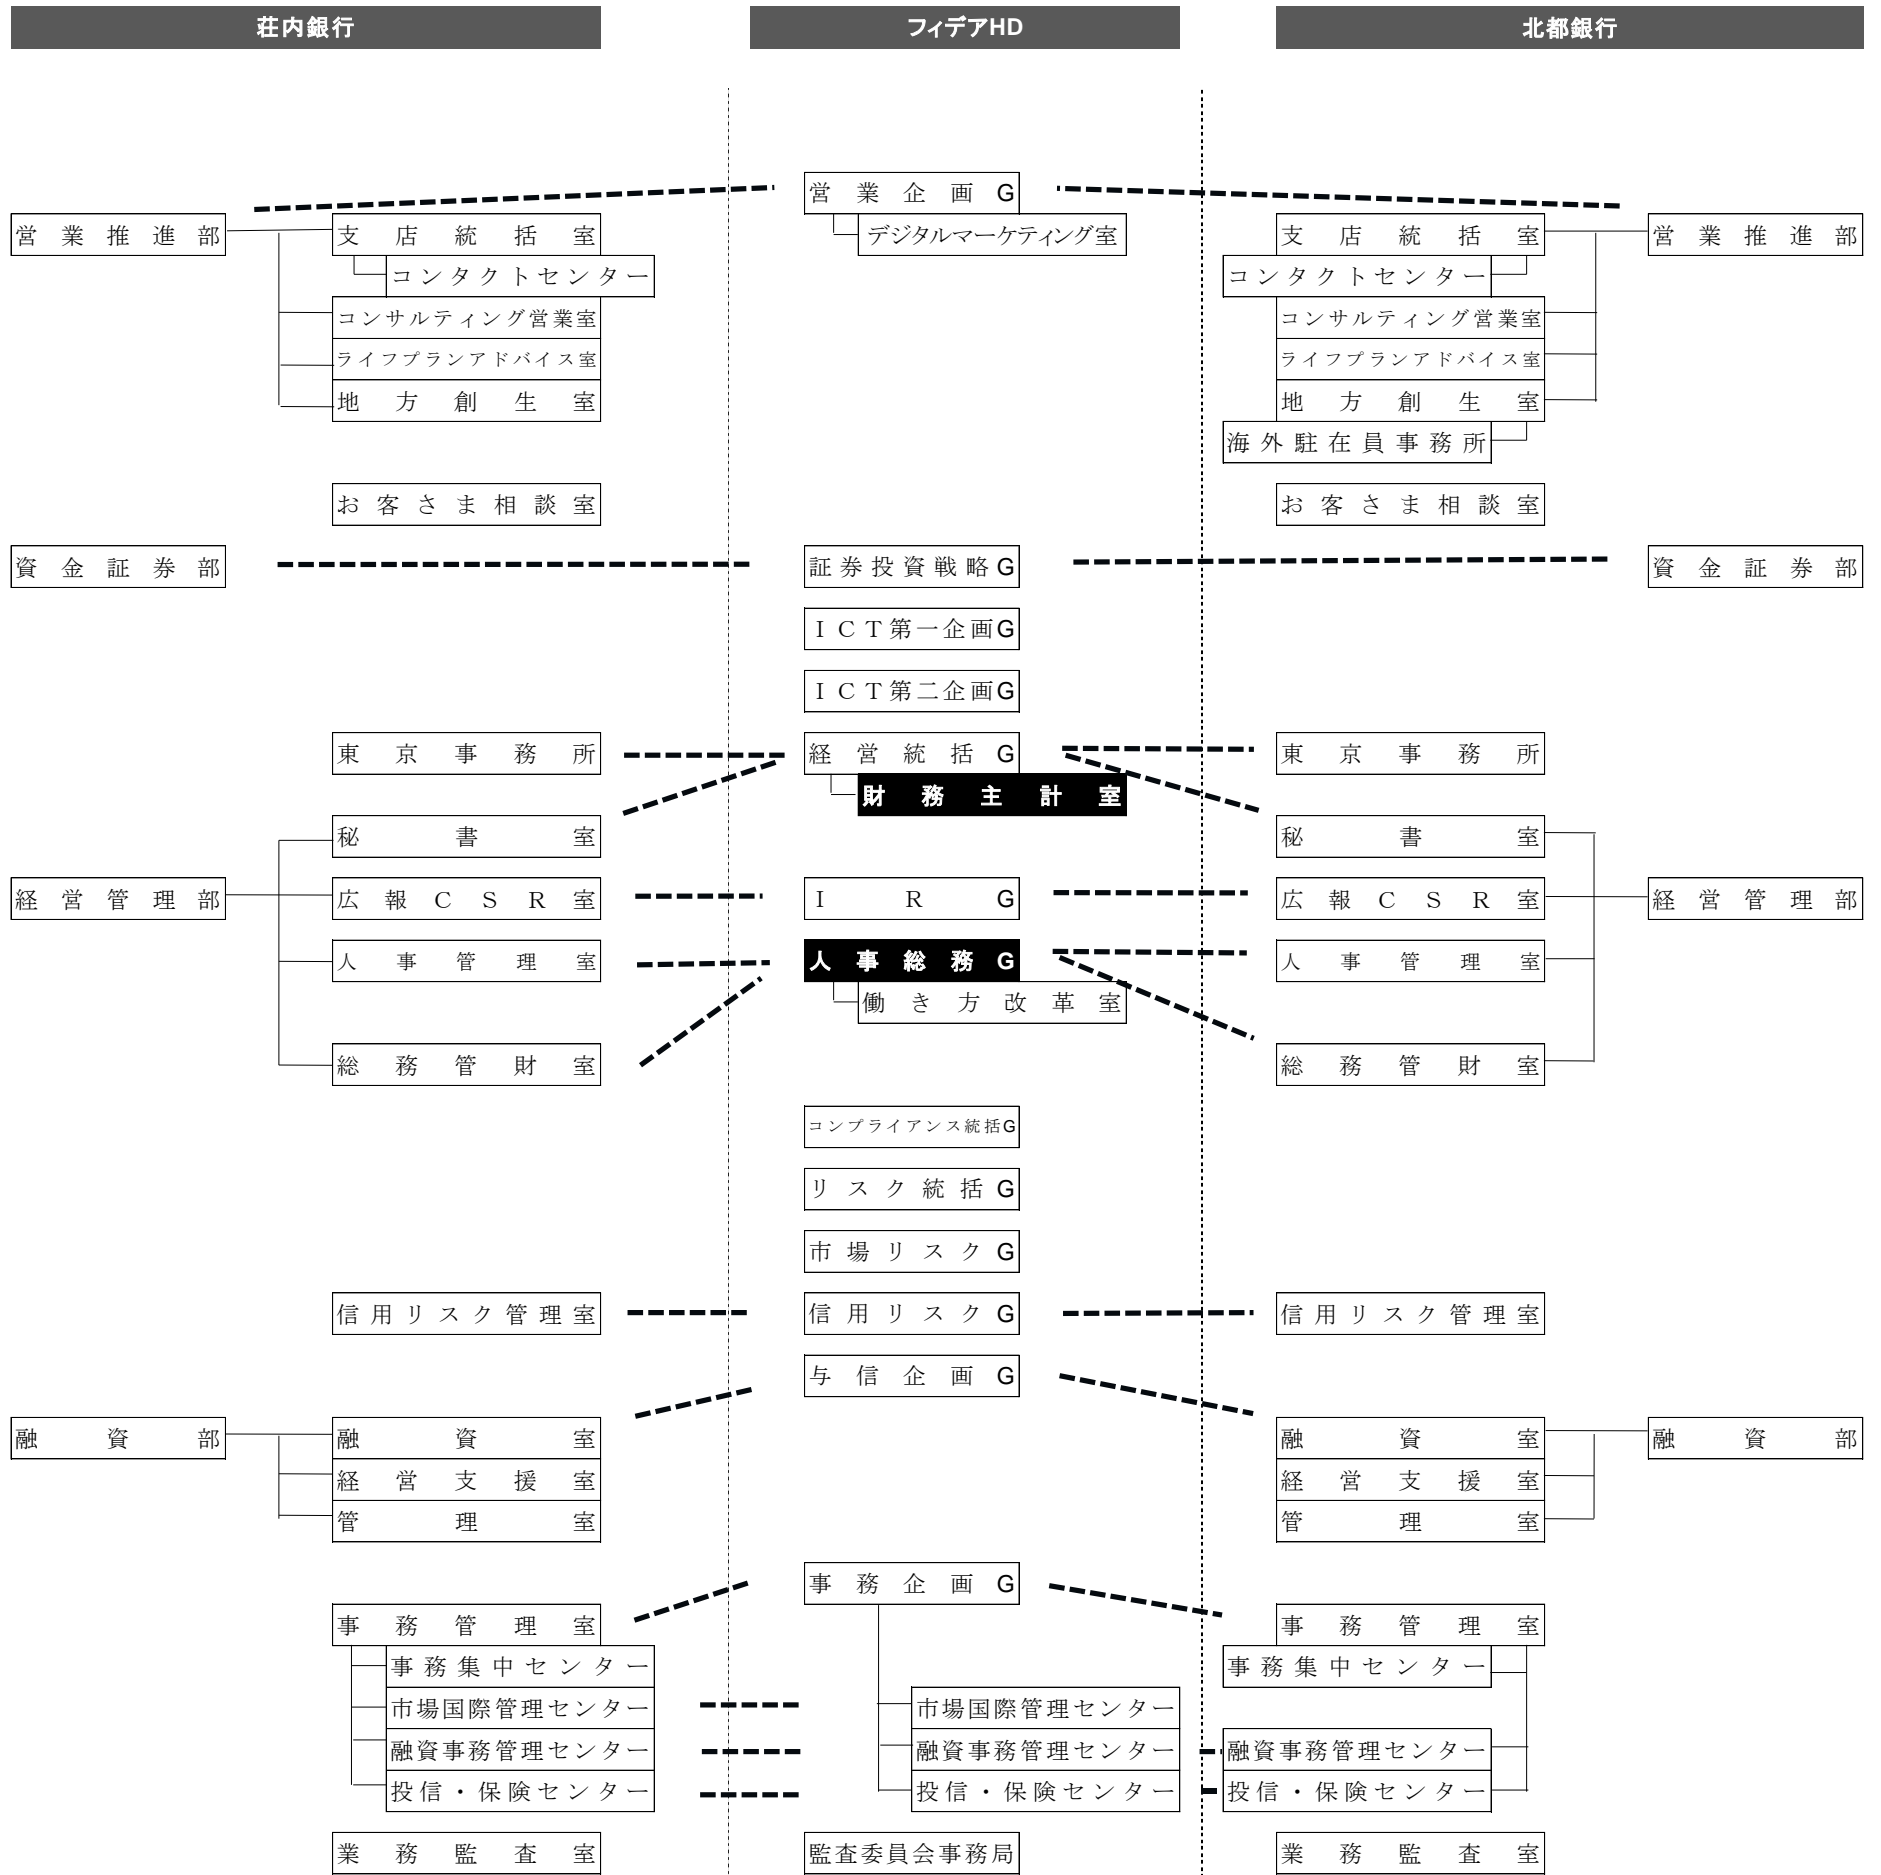 荘内銀行
フィデアHD
北都銀行
営業企画G
営業推進部
支店統括室
デジタルマーケティング室
支店統括室
営業推進部
コンタクトセンター
コンタクトセンター
コンサルティング営業室
コンサルティング営業室
ライフプランアドバイス室
ライフプランアドバイス室
地方創生室
地方創生室
海外駐在員事務所
お客さま相談室
お客さま相談室
資金証券部
証券投資戦略G
資金証券部
ＩＣＴ第一企画G
ＩＣＴ第二企画G
東京事務所
経営統括G
東京事務所
財務主計室
秘書室
秘書室
経営管理部
広報ＣＳＲ室
ＩＲG
広報ＣＳＲ室
経営管理部
人事管理室
人事総務G
人事管理室
働き方改革室
総務管財室
総務管財室
コンプライアンス統括G
リスク統括G
市場リスクG
信用リスク管理室
信用リスクG
信用リスク管理室
与信企画G
融資部
融資室
融資室
融資部
経営支援室
経営支援室
管理室
管理室
事務企画G
事務管理室
事務管理室
事務集中センター
事務集中センター
市場国際管理センター
市場国際管理センター
融資事務管理センター
融資事務管理センター
融資事務管理センター
投信・保険センター
投信・保険センター
投信・保険センター
業務監査室
監査委員会事務局
業務監査室